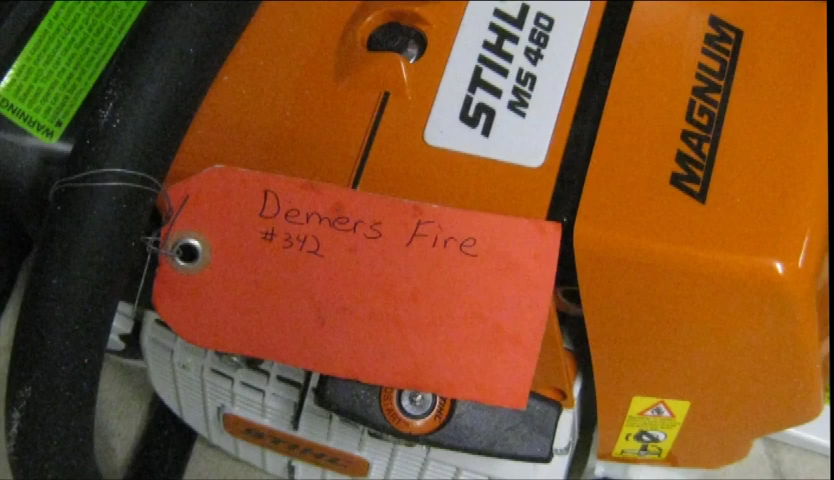 WARNING
STIHL
MS 460
MAGNUM
Demers Fire
#342
STIHL